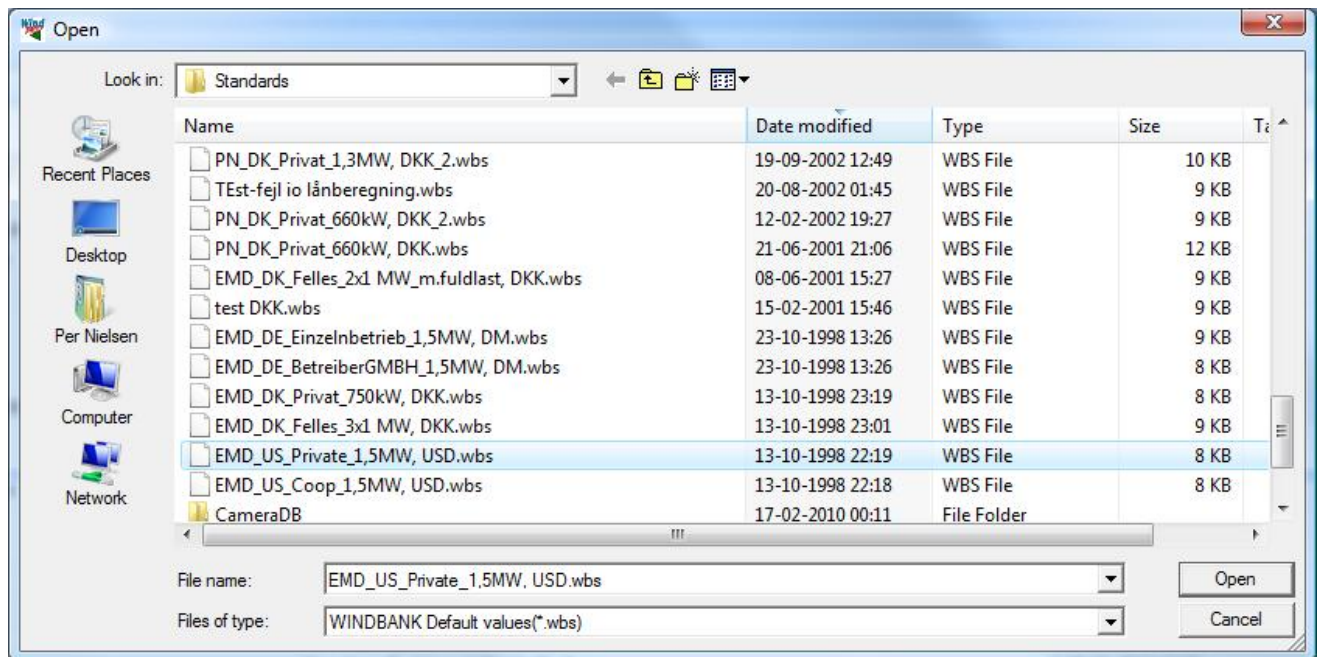 Wind
Open
Look in: Standards
Name Date modified Type Size Ta
PN_DK_Privat_1,3MW, DKK_2.wbs 19-09-2002 12:49 WBS File 10 KB
TEst-fejl io lånberegning.wbs 20-08-2002 01:45 WBS File 9 KB
PN_DK_Privat_660kW, DKK_2.wbs 12-02-2002 19:27 WBS File 9 KB
PN_DK_Privat_660kW, DKK.wbs 21-06-2001 21:06 WBS File 12 KB
EMD_DK_Felles_2x1 MW_m.fuldlast, DKK.wbs 08-06-2001 15:27 WBS File 9 KB
test DKK.wbs 15-02-2001 15:46 WBS File 9 KB
EMD_DE_Einzelnbetrieb_1,5MW, DM.wbs 23-10-1998 13:26 WBS File 9 KB
EMD_DE_BetreiberGMBH_1,5MW, DM.wbs 23-10-1998 13:26 WBS File 8 KB
EMD_DK_Privat_750kW, DKK.wbs 13-10-1998 23:19 WBS File 8 KB
EMD_DK_Felles_3x1 MW, DKK.wbs 13-10-1998 23:01 WBS File 9 KB
EMD_US_Private_1,5MW, USD.wbs 13-10-1998 22:19 WBS File 8 KB
EMD_US_Coop_1,5MW, USD.wbs 13-10-1998 22:18 WBS File 8 KB
CameraDB 17-02-2010 00:11 File Folder
Recent Places
Desktop
Per Nielsen
Computer
Network
File name: EMD_US_Private_1,5MW, USD.wbs Open
Files of type: WINDBANK Default values(*.wbs) Cancel